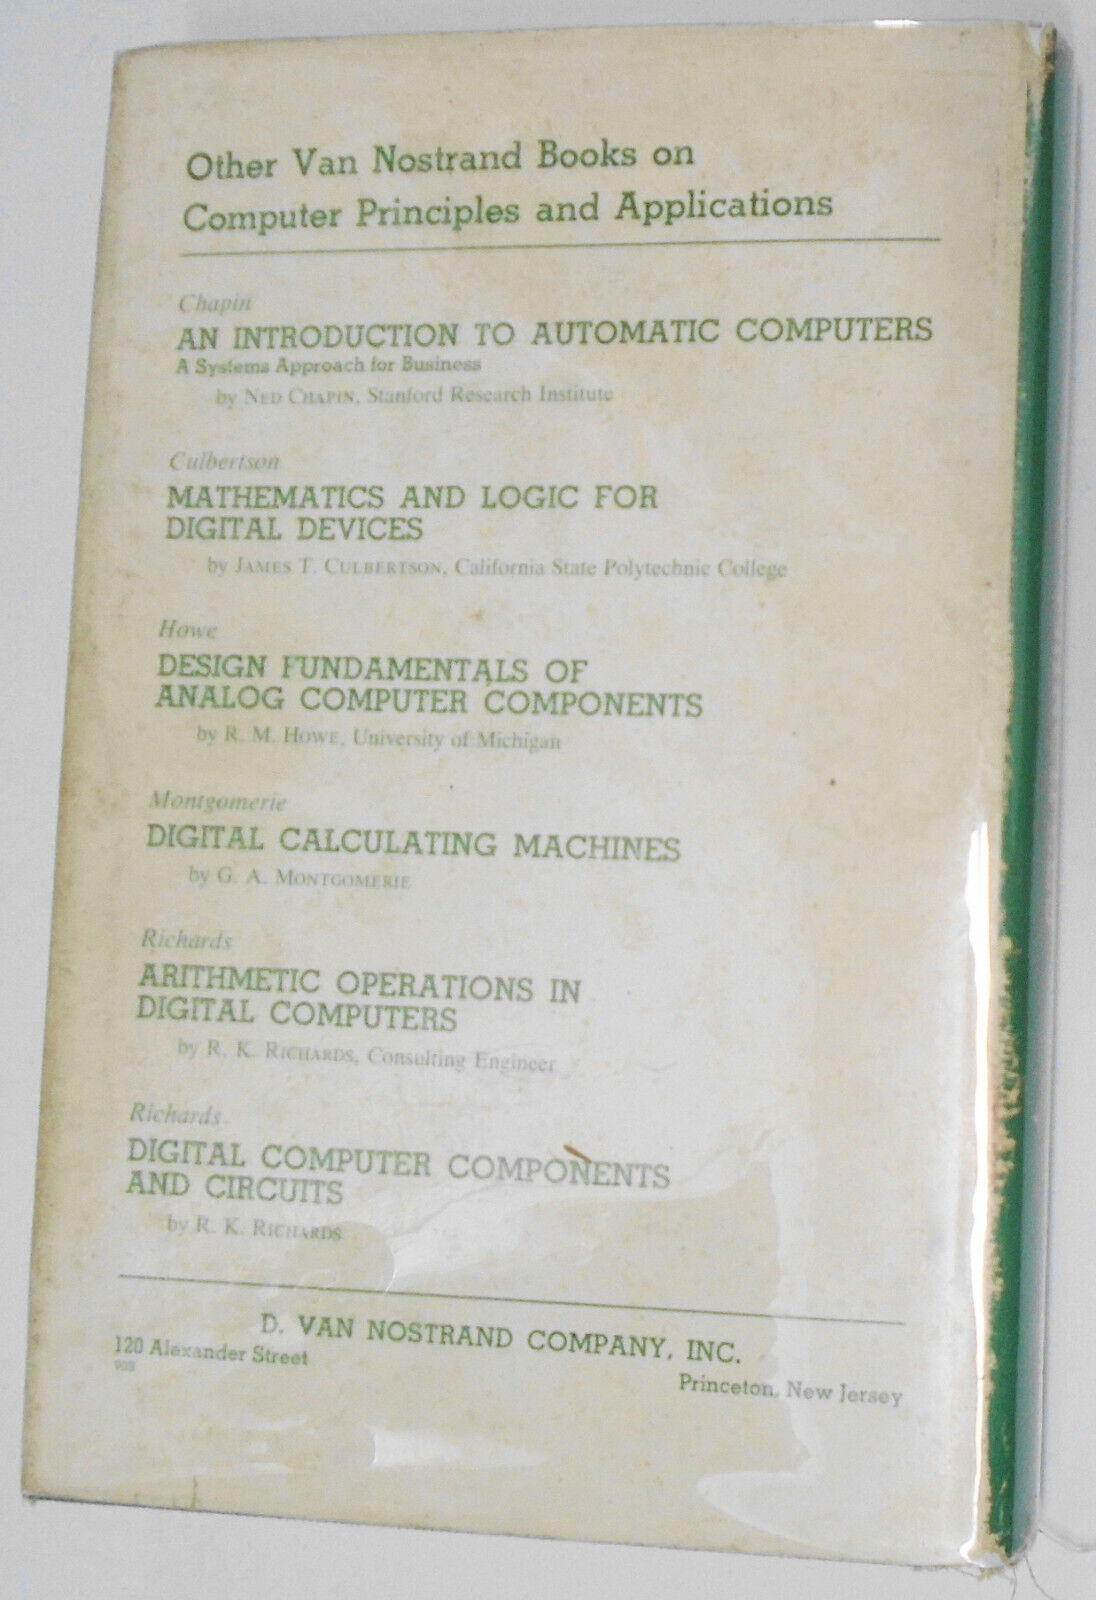 Other Van Nostrand Books on
Computer Principles and Applications
Chapin
AN INTRODUCTION TO AUTOMATIC COMPUTERS
A Systems Approach for Business
by NED CHAPIN, Stanford Research Institute
Culbertson
MATHEMATICS AND LOGIC FOR
DIGITAL DEVICES
by JAMES T. CULBERTSON, California State Polytechnic College
Howe
DESIGN FUNDAMENTALS OF
ANALOG COMPUTER COMPONENTS
by R. M. HOWE, University of Michigan
Montgomerie
DIGITAL CALCULATING MACHINES
by G. A. MONTGOMERIE
Richards
ARITHMETIC OPERATIONS IN
DIGITAL COMPUTERS
by R. K. RICHARDS, Consulting Engineer
Richards
DIGITAL COMPUTER COMPONENTS
AND CIRCUITS
by R. K. RICHARDS
D. VAN NOSTRAND COMPANY, INC.
120 Alexander Street
Princeton, New Jersey